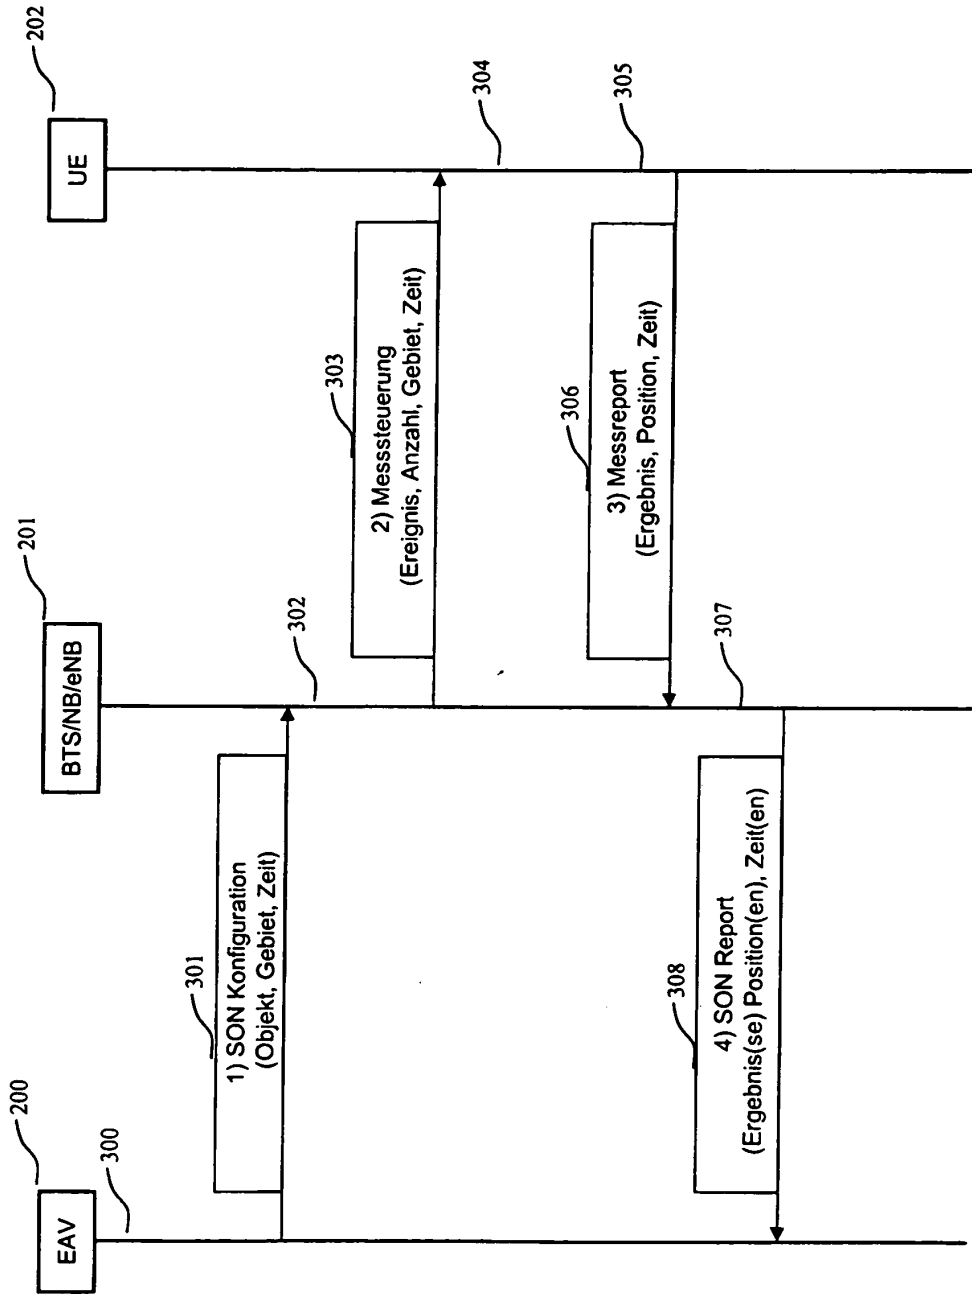 EAV
200
BTS/NB/eNB
201
UE
202
300
301
1) SON Konfiguration
(Objekt, Gebiet, Zeit)
302
303
2) Messsteuerung
(Ereignis, Anzahl, Gebiet, Zeit)
304
305
306
3) Messreport
(Ergebnis, Position, Zeit)
307
308
4) SON Report
(Ergebnis(se) Position(en), Zeit(en)